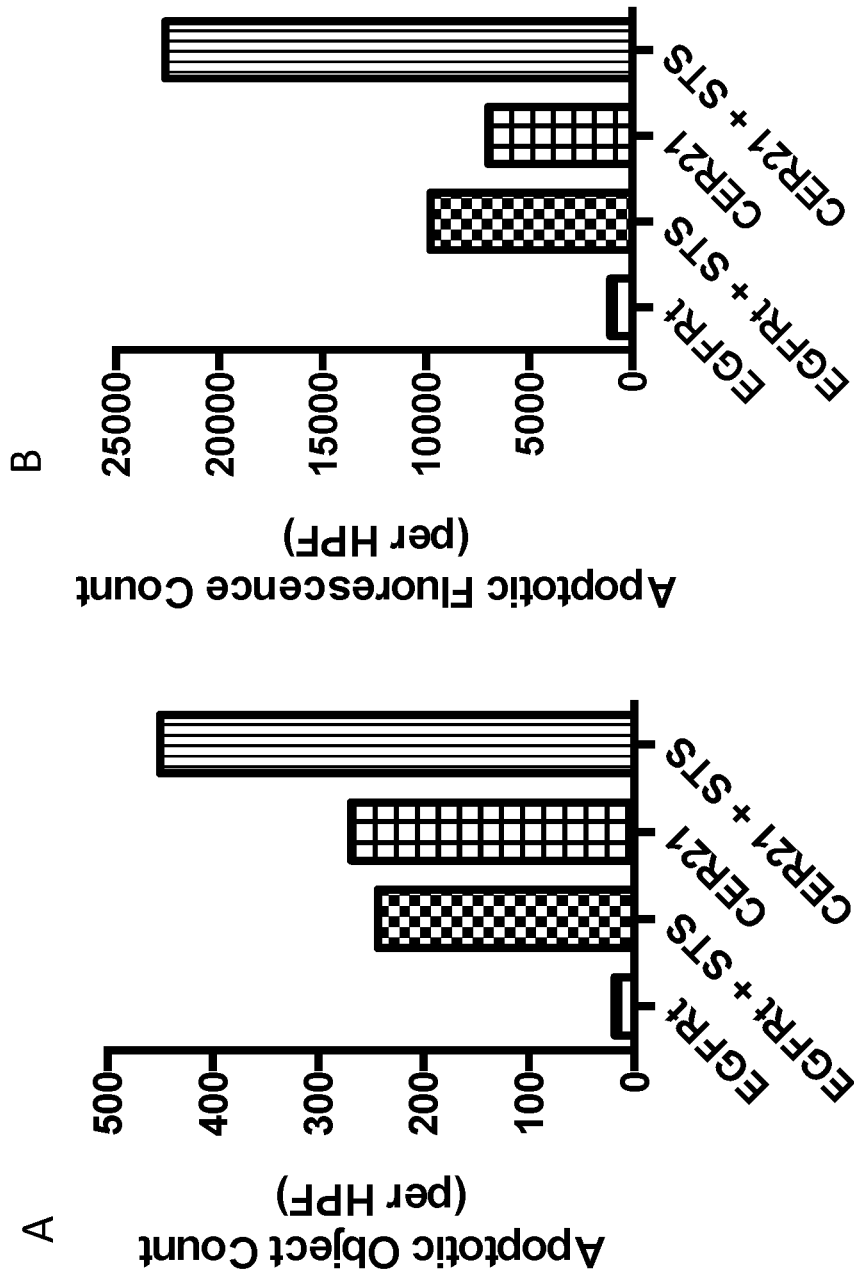 A
Apoptotic Object Count
(per HPF)
500
400
300
200
100
0
EGFRt
EGFRt + STS
CER21
CER21 + STS
B
Apoptotic Fluorescence Count
(per HPF)
25000
20000
15000
10000
5000
0
EGFRt
EGFRt + STS
CER21
CER21 + STS